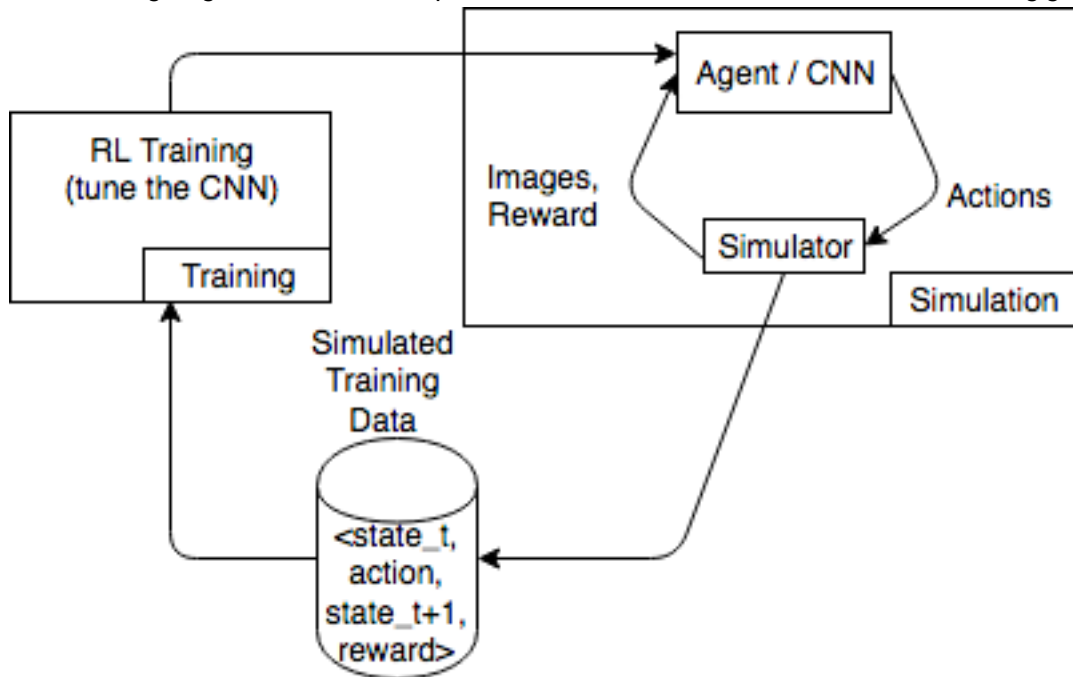 Agent / CNN
RL Training
(tune the CNN)
Images,
Reward
Actions
Simulator
Training
Simulation
Simulated
Training
Data
<state_t,
action,
state_t+1,
reward>